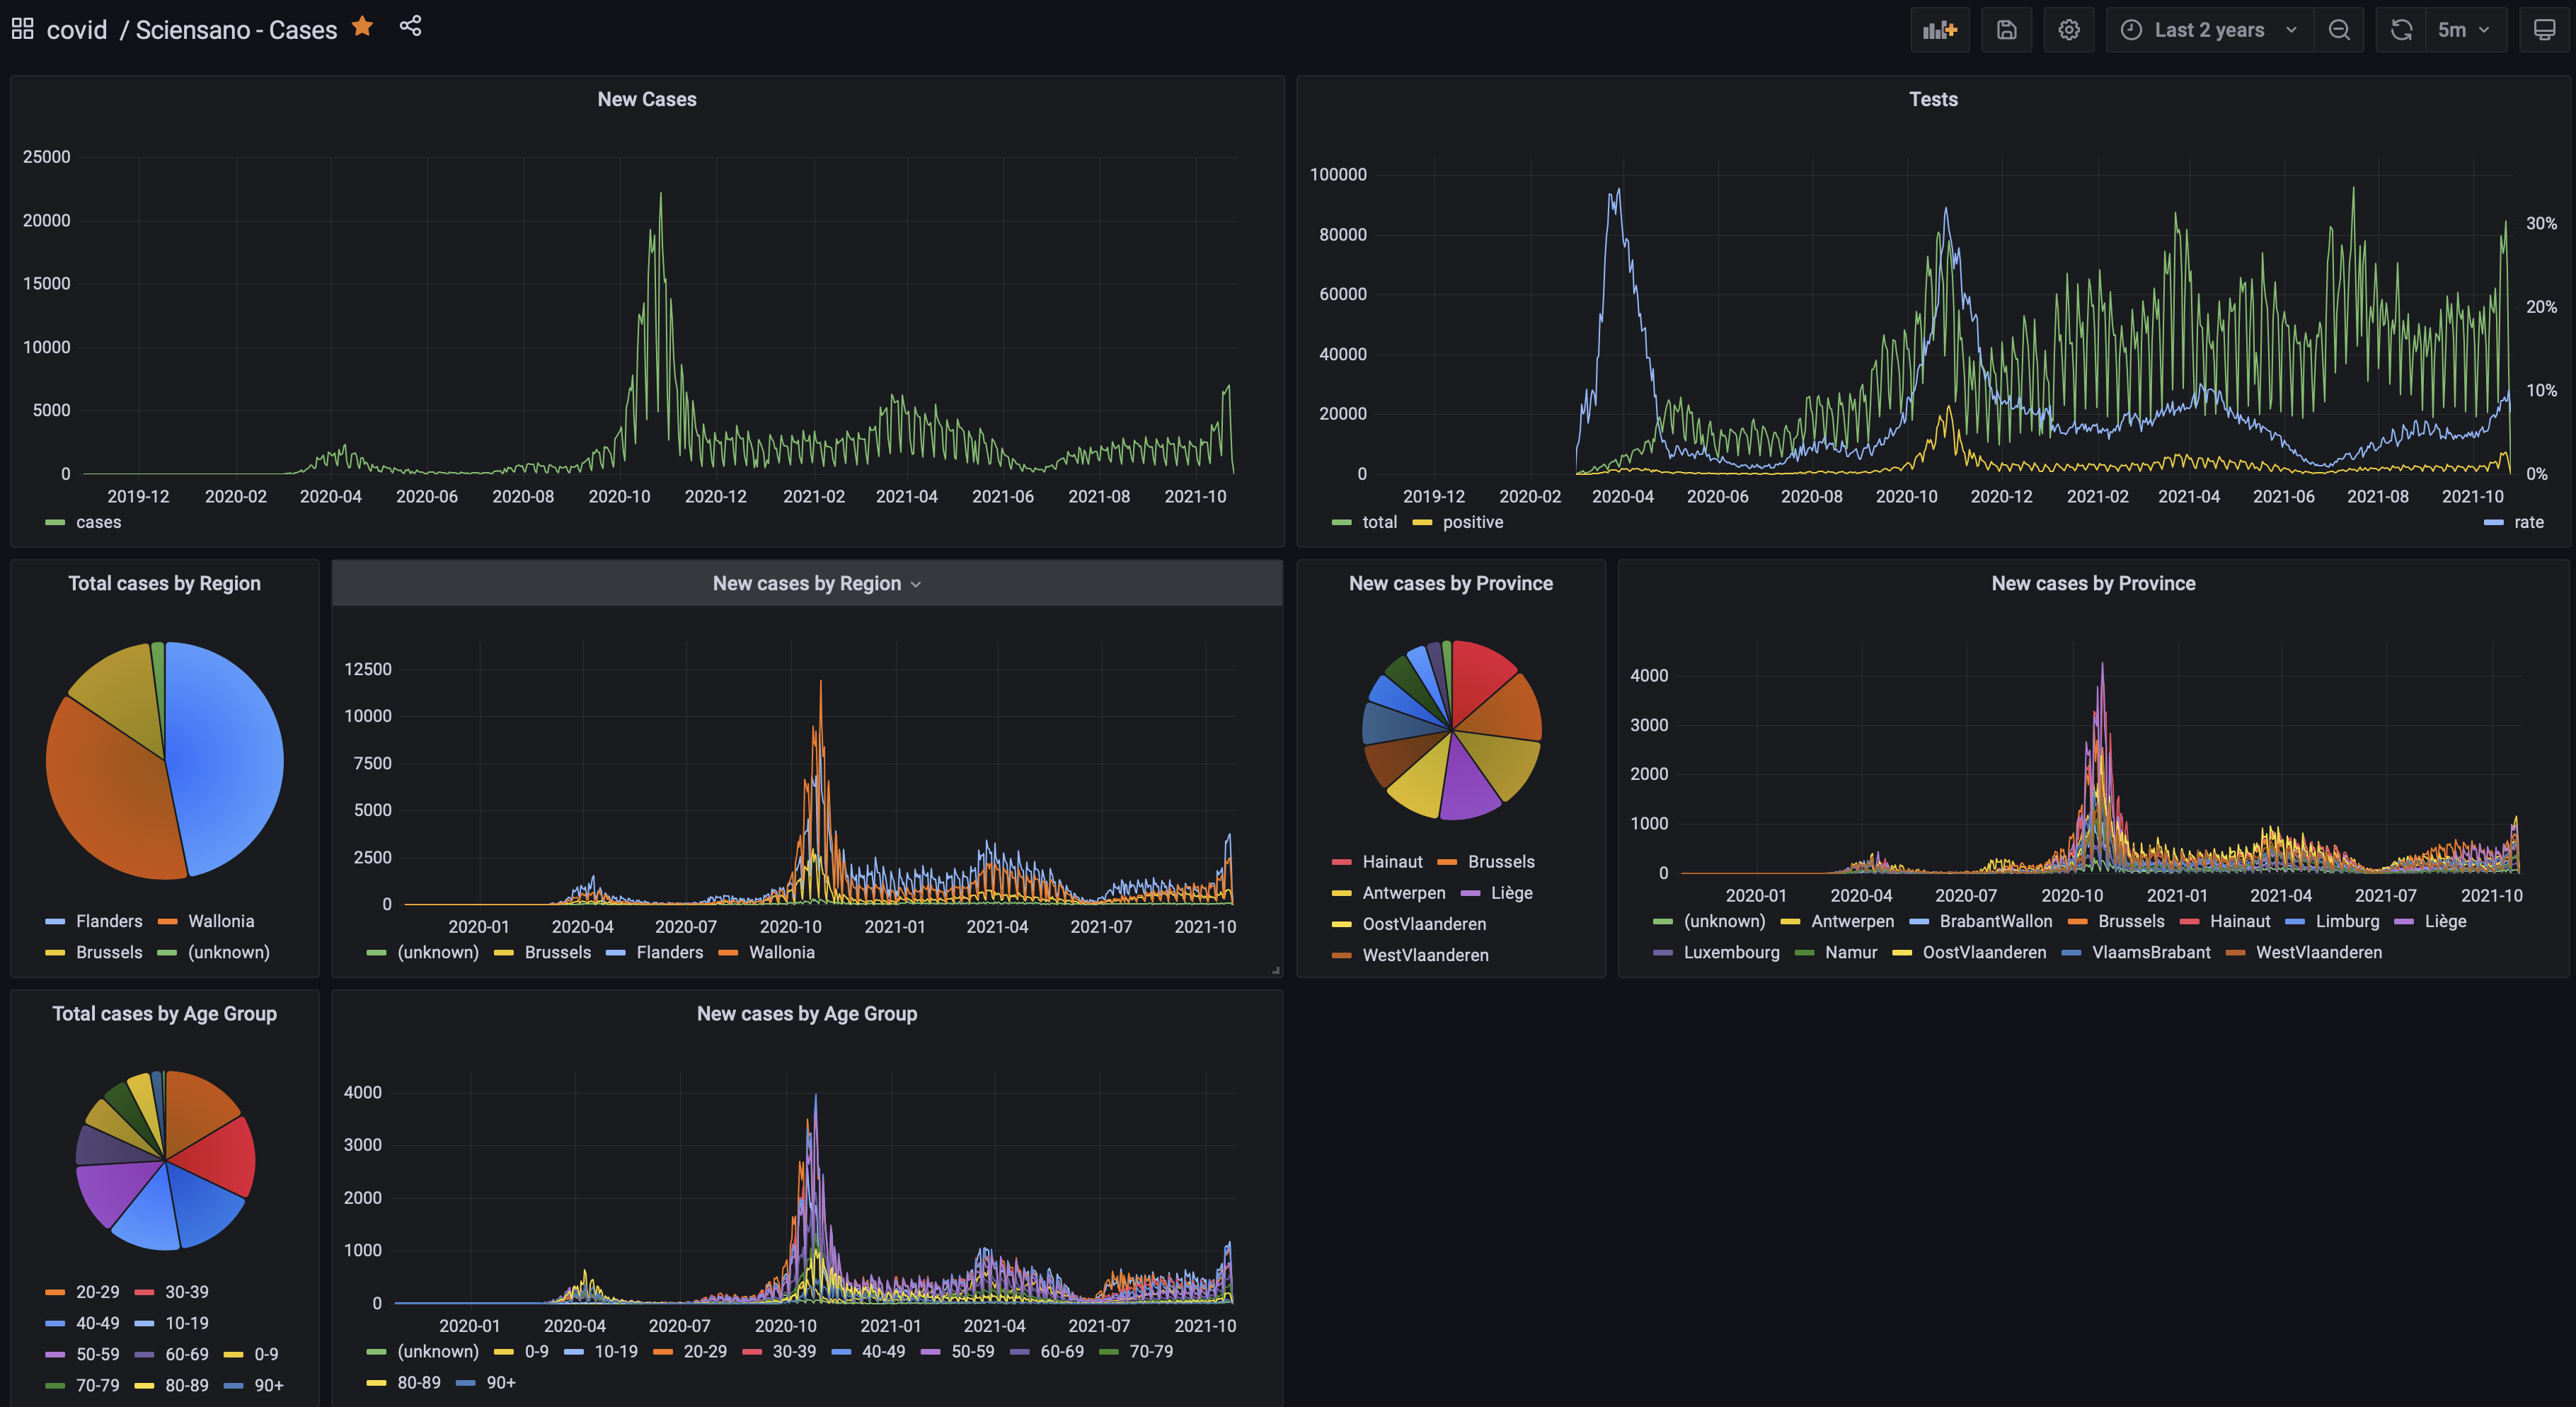 covid / Sciensano - Cases
Last 2 years
5m
New Cases
25000
20000
15000
10000
5000
0
2019-12 2020-02 2020-04 2020-06 2020-08 2020-10 2020-12 2021-02 2021-04 2021-06 2021-08 2021-10
cases
Tests
100000
80000
60000
40000
20000
0
30%
20%
10%
0%
2019-12 2020-02 2020-04 2020-06 2020-08 2020-10 2020-12 2021-02 2021-04 2021-06 2021-08 2021-10
total positive rate
Total cases by Region
Flanders Wallonia
Brussels (unknown)
New cases by Region
12500
10000
7500
5000
2500
0
2020-01 2020-04 2020-07 2020-10 2021-01 2021-04 2021-07 2021-10
(unknown) Brussels Flanders Wallonia
New cases by Province
Hainaut Brussels
Antwerpen Liège
OostVlaanderen
WestVlaanderen
New cases by Province
4000
3000
2000
1000
0
2020-01 2020-04 2020-07 2020-10 2021-01 2021-04 2021-07 2021-10
(unknown) Antwerpen BrabantWallon Brussels Hainaut Limburg Liège
Luxembourg Namur OostVlaanderen VlaamsBrabant WestVlaanderen
Total cases by Age Group
20-29 30-39
40-49 10-19
50-59 60-69 0-9
70-79 80-89 90+
New cases by Age Group
4000
3000
2000
1000
0
2020-01 2020-04 2020-07 2020-10 2021-01 2021-04 2021-07 2021-10
(unknown) 0-9 10-19 20-29 30-39 40-49 50-59 60-69 70-79
80-89 90+